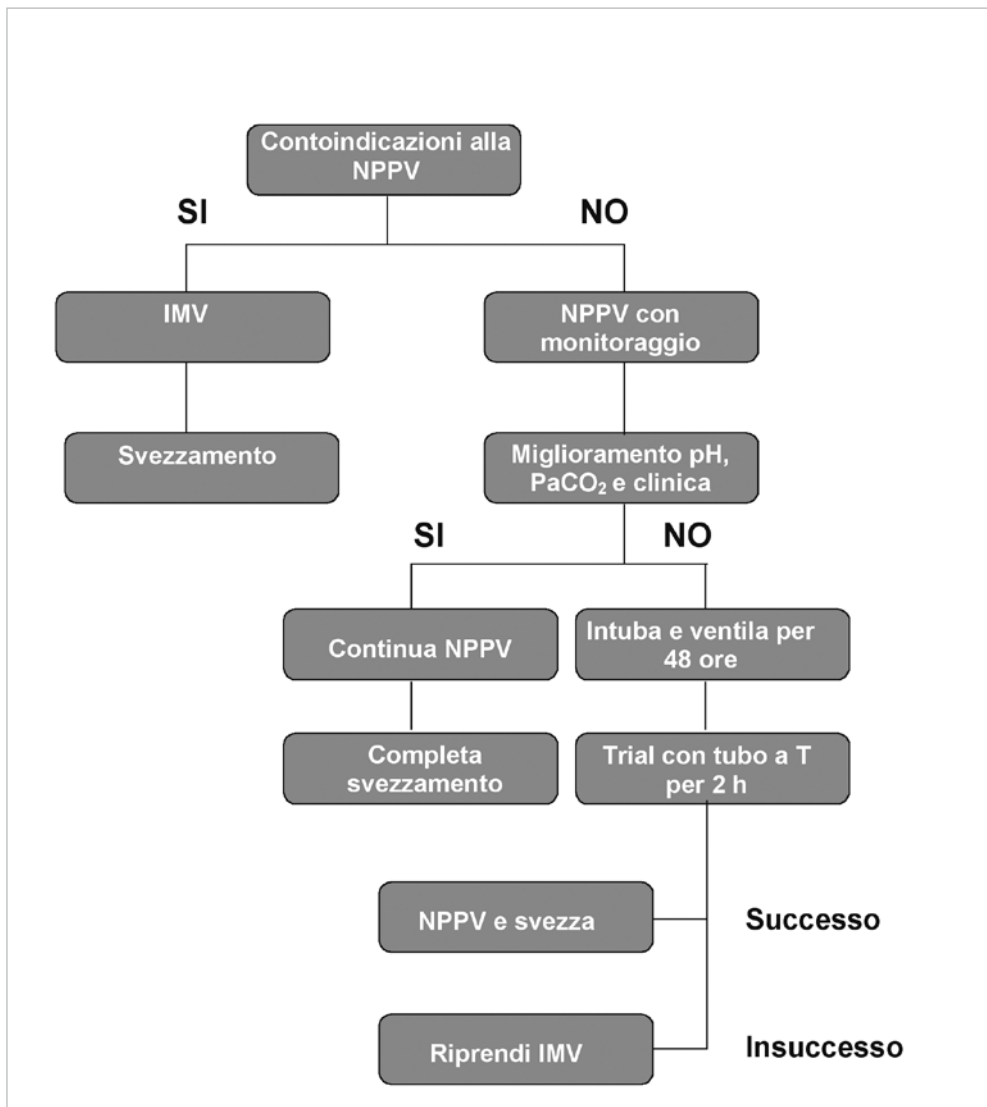 Contoindicazioni alla
NPPV
SI
NO
IMV
NPPV con
monitoraggio
Svezzamento
Miglioramento pH,
PaCO₂ e clinica
SI
NO
Continua NPPV
Intuba e ventila per
48 ore
Completa
svezzamento
Trial con tubo a T
per 2 h
NPPV e svezza
Successo
Riprendi IMV
Insuccesso